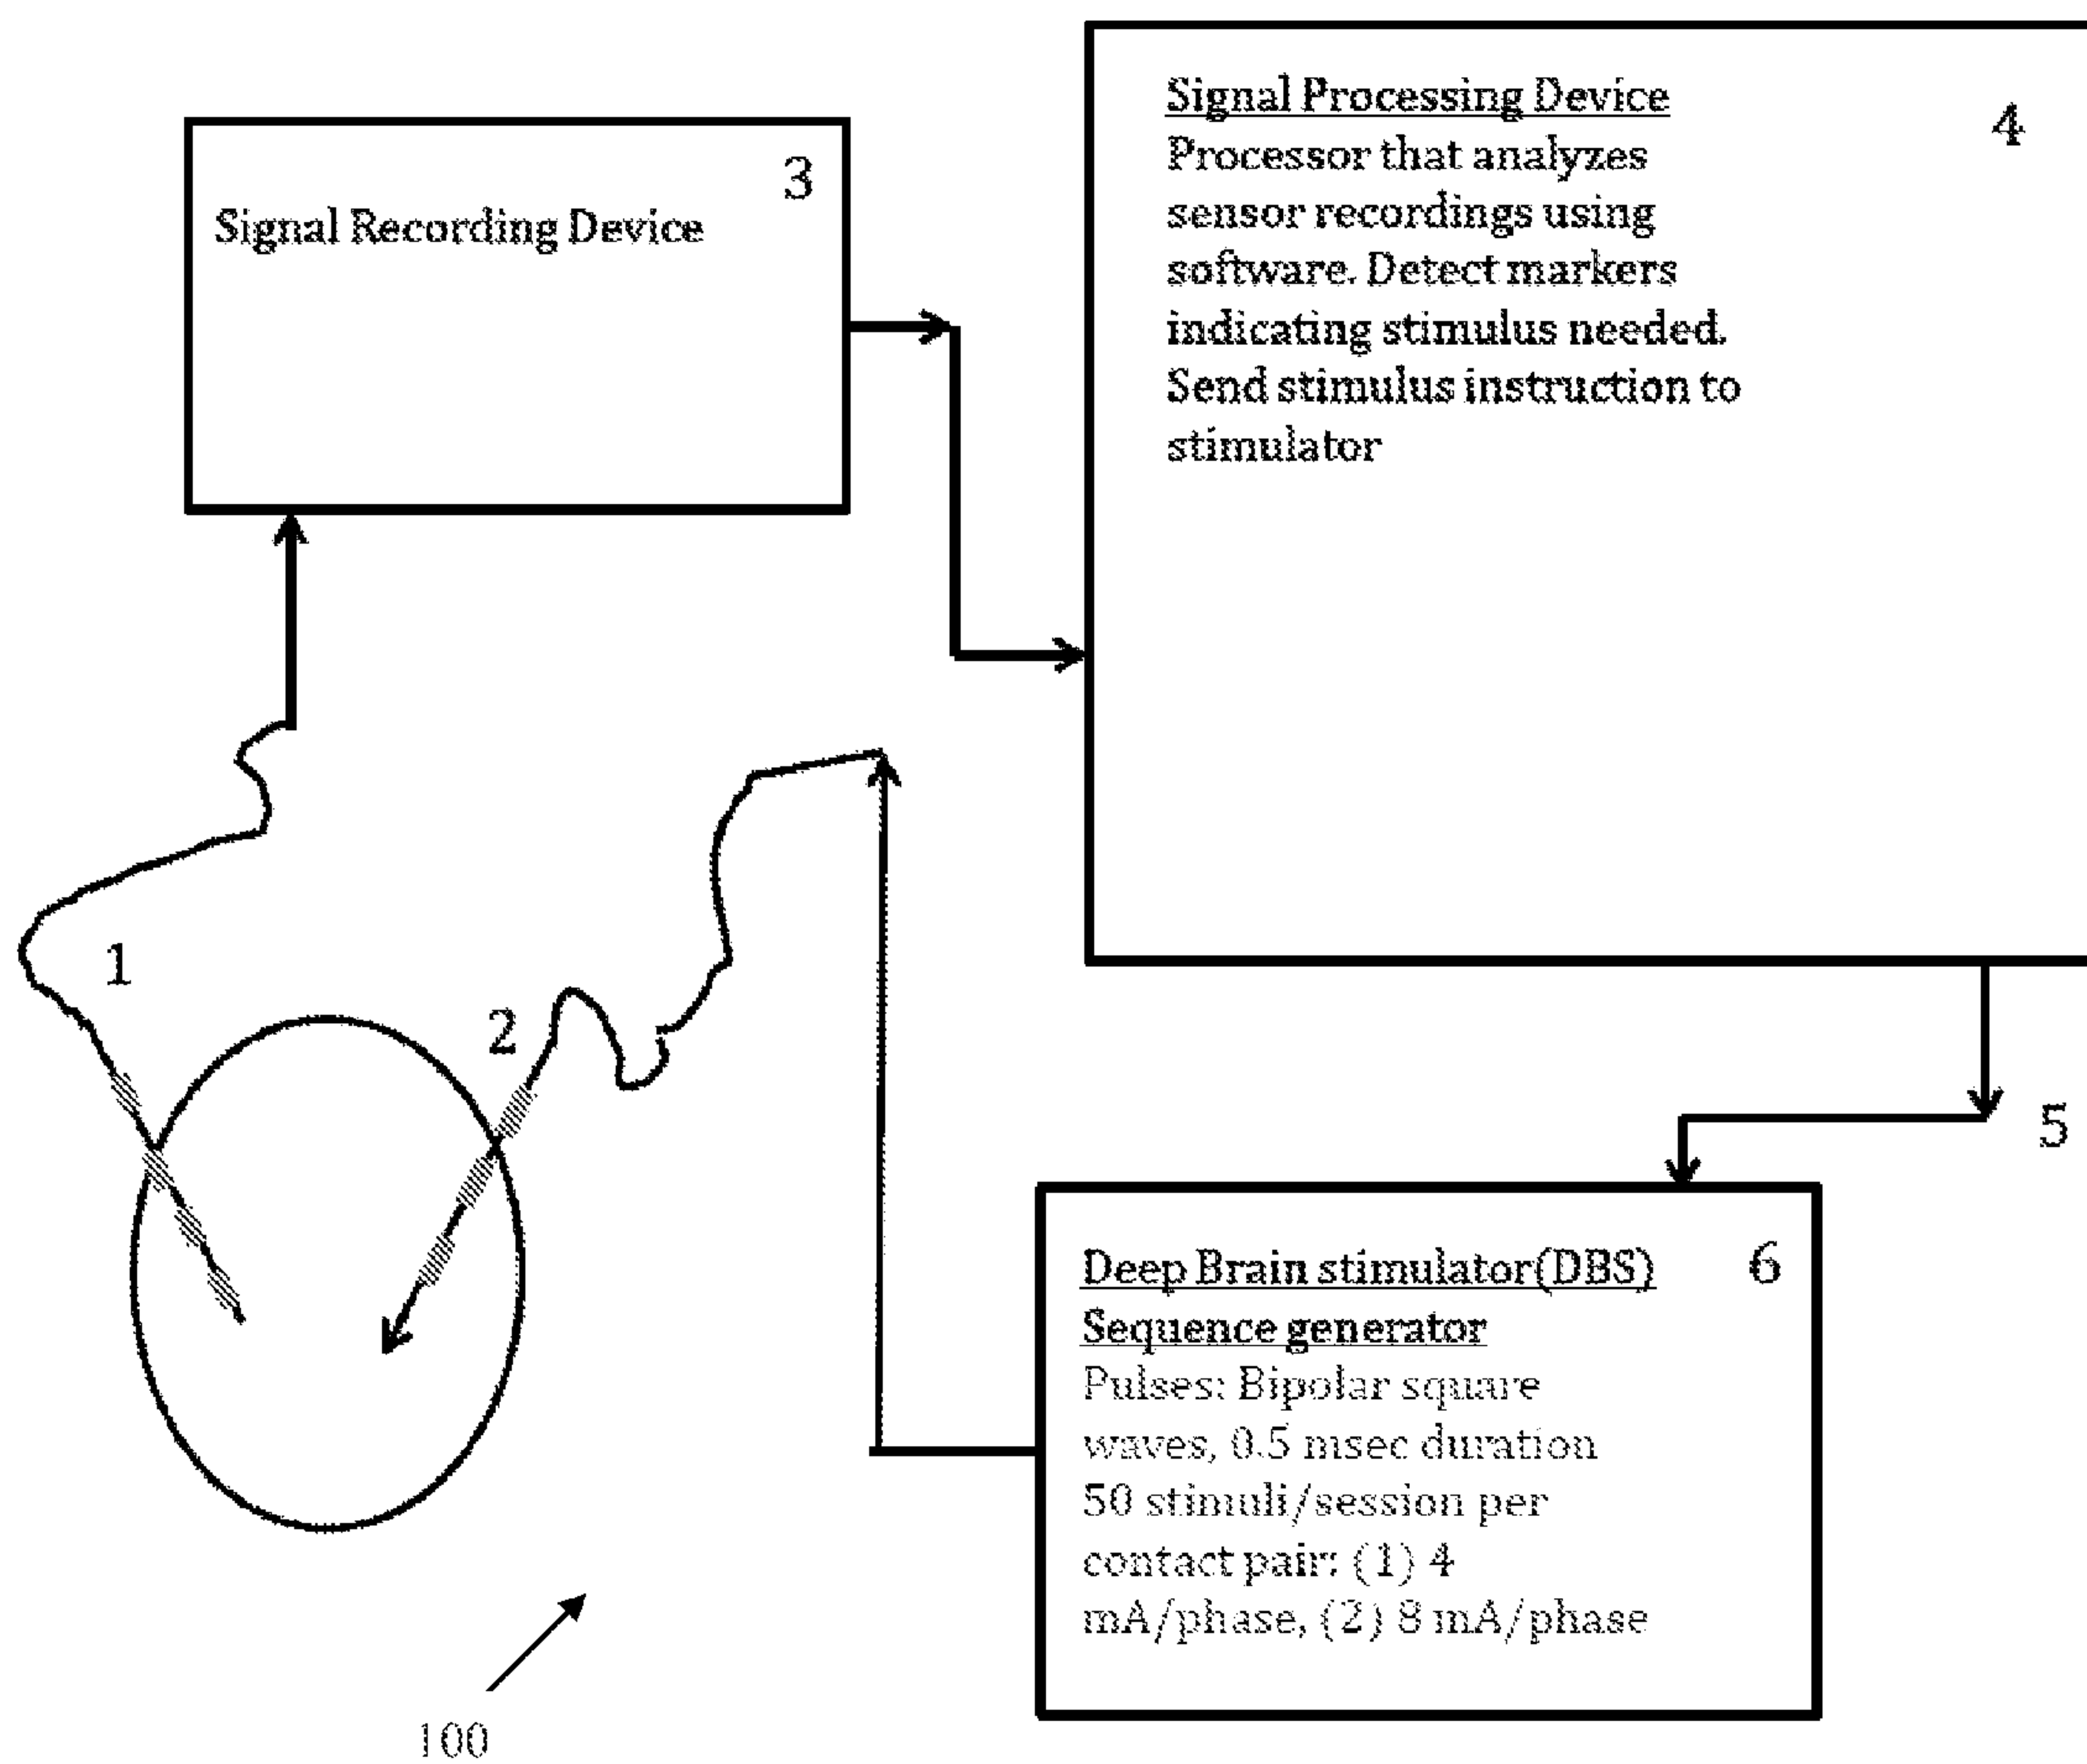 Signal Processing Device
4
Processor that analyzes
sensor recordings using
software. Detect markers
indicating stimulus needed.
Send stimulus instruction to
stimulator
3
Signal Recording Device
1
2
5
Deep Brain stimulator(DBS)
6
Sequence generator
Pulses: Bipolar square
waves, 0.5 msec duration
50 stimuli/session per
contact pair: (1) 4
mA/phase, (2) 8 mA/phase
100